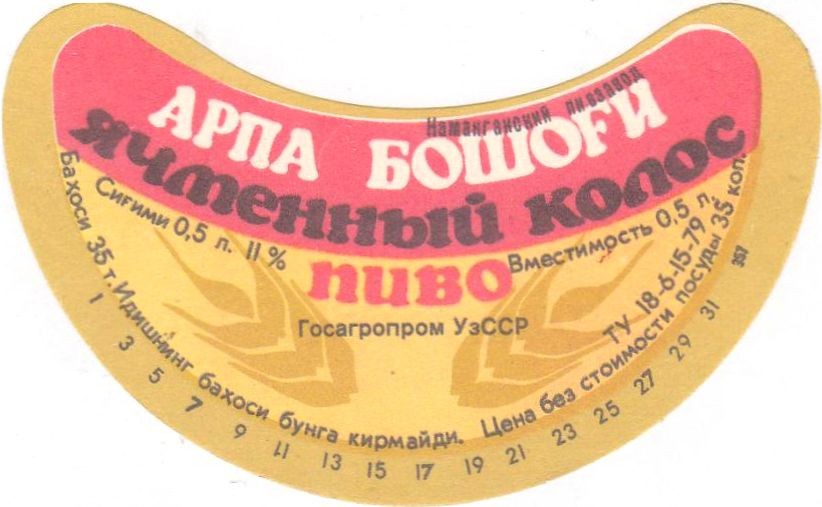 Наманганский пивзавод
АРПА БОШОҒИ
ячменный колос
пиво
Сиғими 0,5 л. 11%
Вместимость 0,5 л.
Госагропром УзССР
ТУ 18-6-15-79
Бахоси 35 т. Идишнинг бахоси бунга кирмайди. Цена без стоимости посуды 35 коп.
1 3 5 7 9 11 13 15 17 19 21 23 25 27 29 31